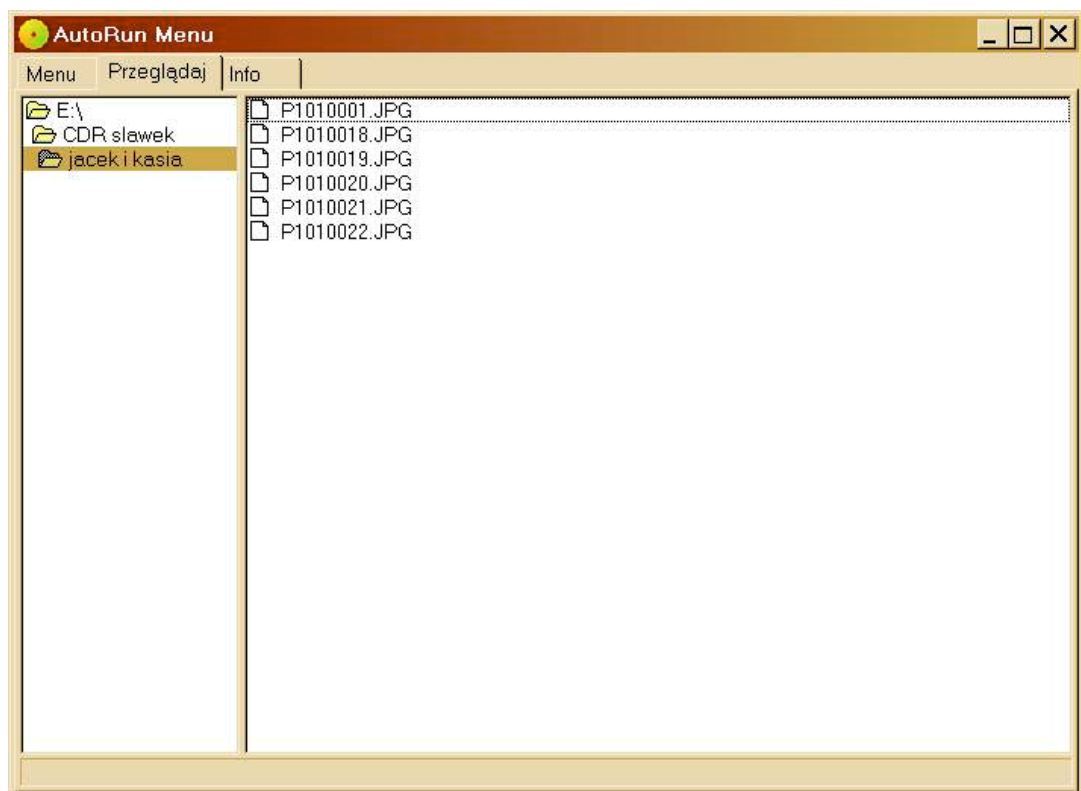 AutoRun Menu
Menu Przeglądaj Info
E:\
CDR slawek
jacek i kasia
P1010001.JPG
P1010018.JPG
P1010019.JPG
P1010020.JPG
P1010021.JPG
P1010022.JPG